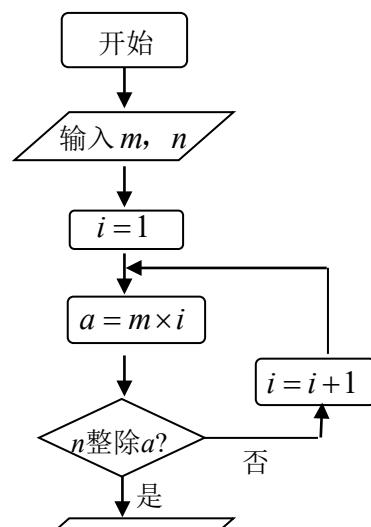 开始
输入 m，n
i = 1
a = m × i
i = i + 1
n整除a?
否
是